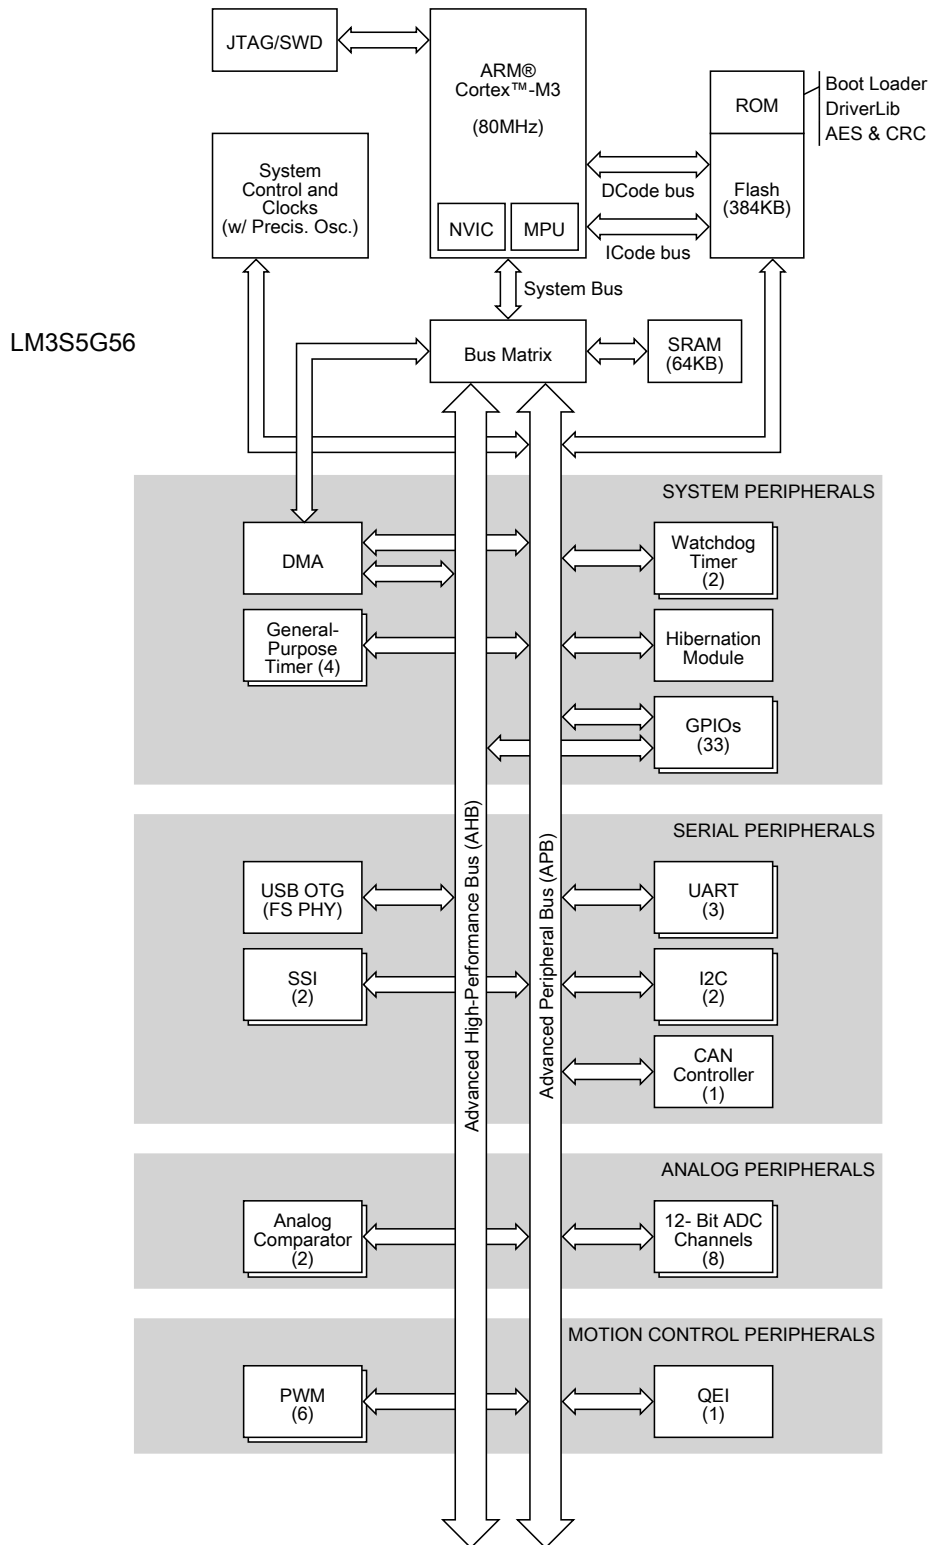 JTAG/SWD
ARM®
Cortex™-M3
(80MHz)
NVIC
MPU
ROM
Boot Loader
DriverLib
AES & CRC
Flash
(384KB)
DCode bus
ICode bus
System
Control and
Clocks
(w/ Precis. Osc.)
System Bus
LM3S5G56
Bus Matrix
SRAM
(64KB)
SYSTEM PERIPHERALS
DMA
Watchdog
Timer
(2)
General-
Purpose
Timer (4)
Hibernation
Module
GPIOs
(33)
Advanced High-Performance Bus (AHB)
Advanced Peripheral Bus (APB)
SERIAL PERIPHERALS
USB OTG
(FS PHY)
UART
(3)
SSI
(2)
I2C
(2)
CAN
Controller
(1)
ANALOG PERIPHERALS
Analog
Comparator
(2)
12- Bit ADC
Channels
(8)
MOTION CONTROL PERIPHERALS
PWM
(6)
QEI
(1)